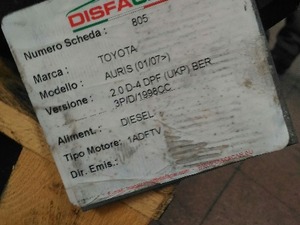 Numero Scheda : 805
Marca : TOYOTA
Modello : AURIS (01/07>)
Versione : 2.0 D-4 DPF (UKP) BER
3P/D/1998CC
Aliment. : DIESEL
Tipo Motore: 1ADFTV
Dir. Emis.: